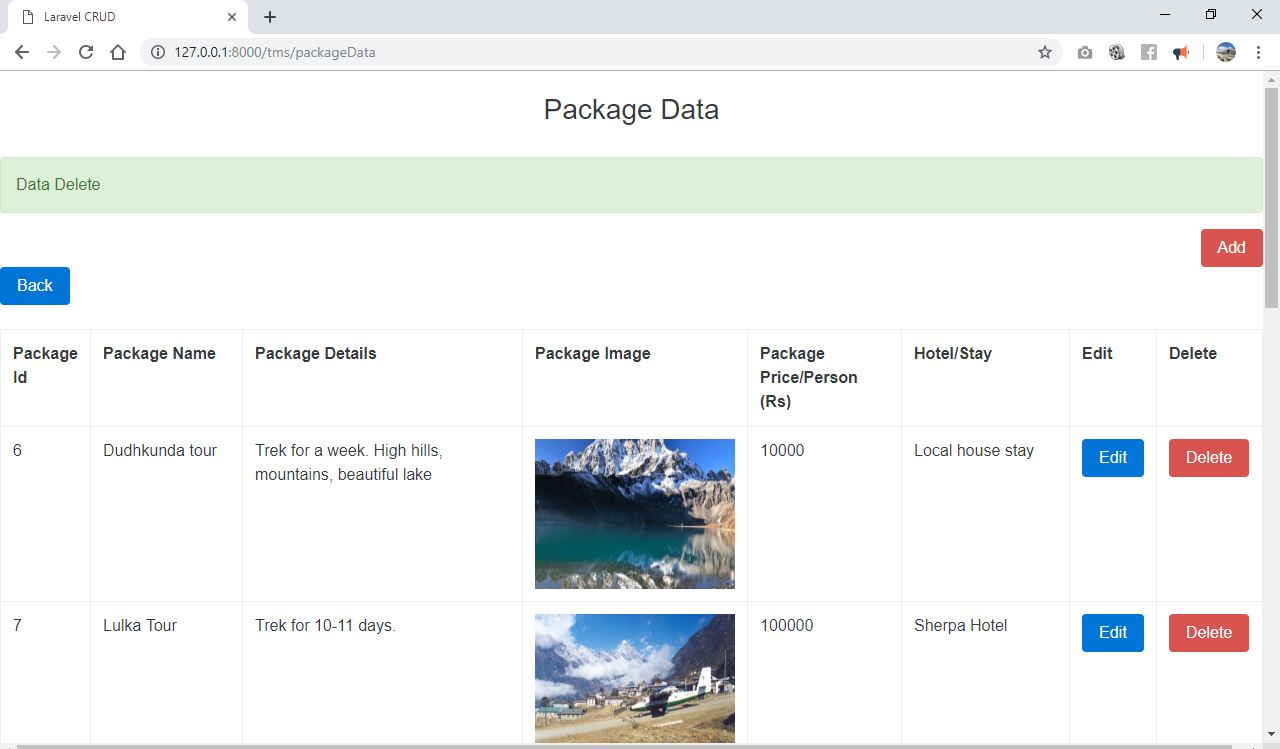 Laravel CRUD
127.0.0.1:8000/tms/packageData
Package Data
Data Delete
Add
Back
Package Id
Package Name
Package Details
Package Image
Package
Price/Person
(Rs)
Hotel/Stay
Edit
Delete
6
Dudhkunda tour
Trek for a week. High hills,
mountains, beautiful lake
10000
Local house stay
Edit
Delete
7
Lulka Tour
Trek for 10-11 days.
100000
Sherpa Hotel
Edit
Delete